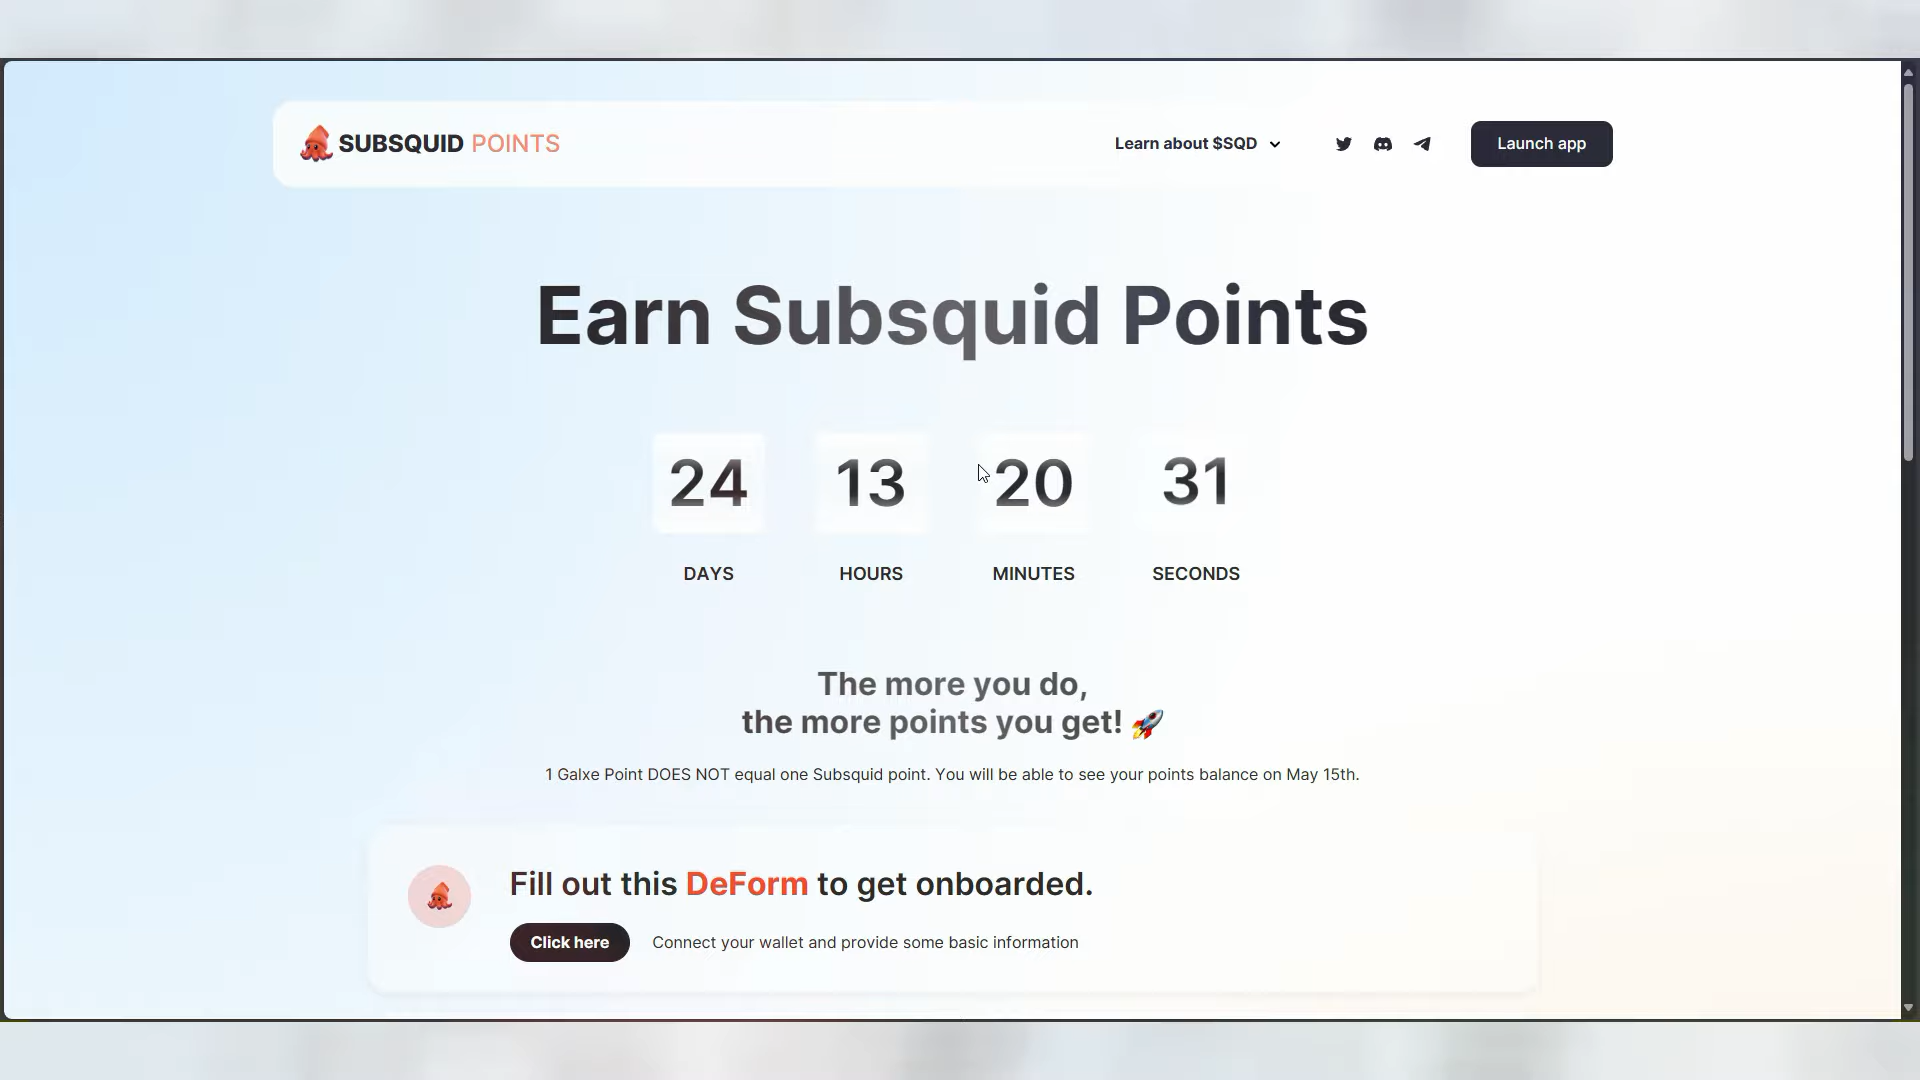 SUBSQUID POINTS
Learn about $SQD
Launch app
Earn Subsquid Points
24 13 20 31
DAYS HOURS MINUTES SECONDS
The more you do,
the more points you get! 🚀
1 Galxe Point DOES NOT equal one Subsquid point. You will be able to see your points balance on May 15th.
Fill out this DeForm to get onboarded.
Click here
Connect your wallet and provide some basic information